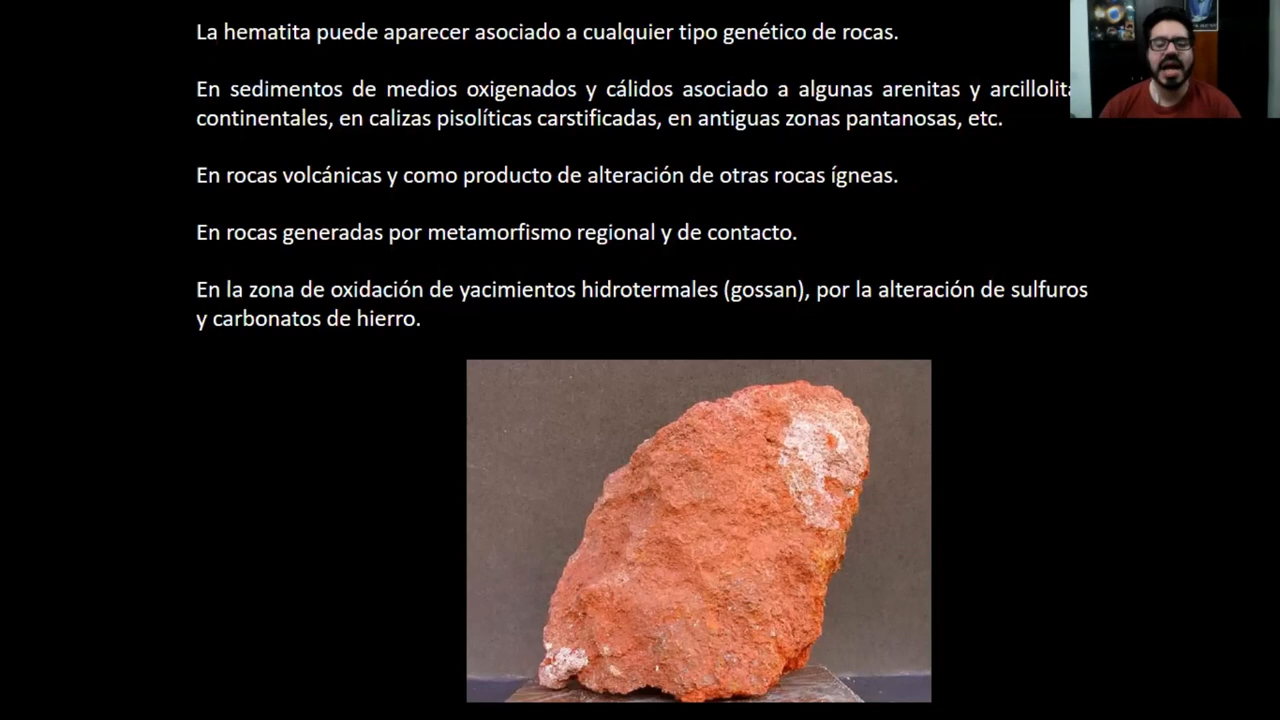 La hematita puede aparecer asociado a cualquier tipo genético de rocas.
En sedimentos de medios oxigenados y cálidos asociado a algunas arenitas y arcillolita
continentales, en calizas pisolíticas carstificadas, en antiguas zonas pantanosas, etc.
En rocas volcánicas y como producto de alteración de otras rocas ígneas.
En rocas generadas por metamorfismo regional y de contacto.
En la zona de oxidación de yacimientos hidrotermales (gossan), por la alteración de sulfuros
y carbonatos de hierro.